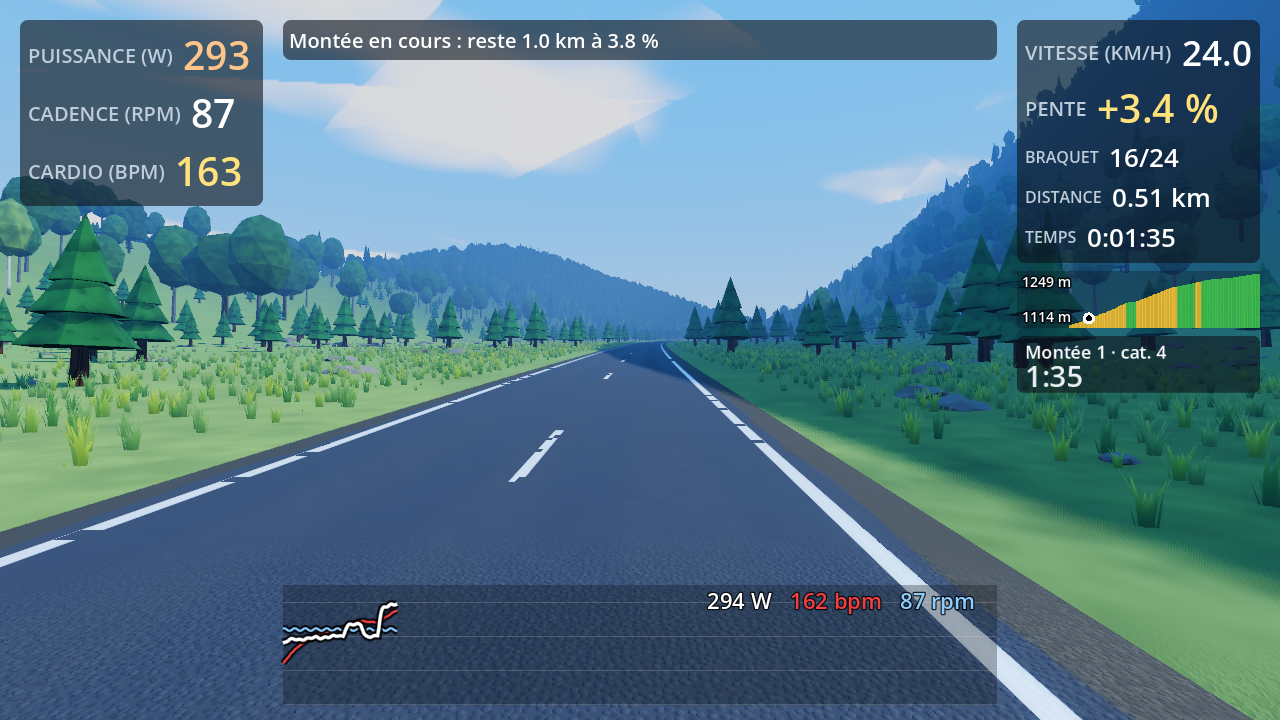 PUISSANCE (W) 293
CADENCE (RPM) 87
CARDIO (BPM) 163
Montée en cours : reste 1.0 km à 3.8 %
VITESSE (KM/H) 24.0
PENTE +3.4 %
BRAQUET 16/24
DISTANCE 0.51 km
TEMPS 0:01:35
1249 m
1114 m
Montée 1 · cat. 4
1:35
294 W 162 bpm 87 rpm